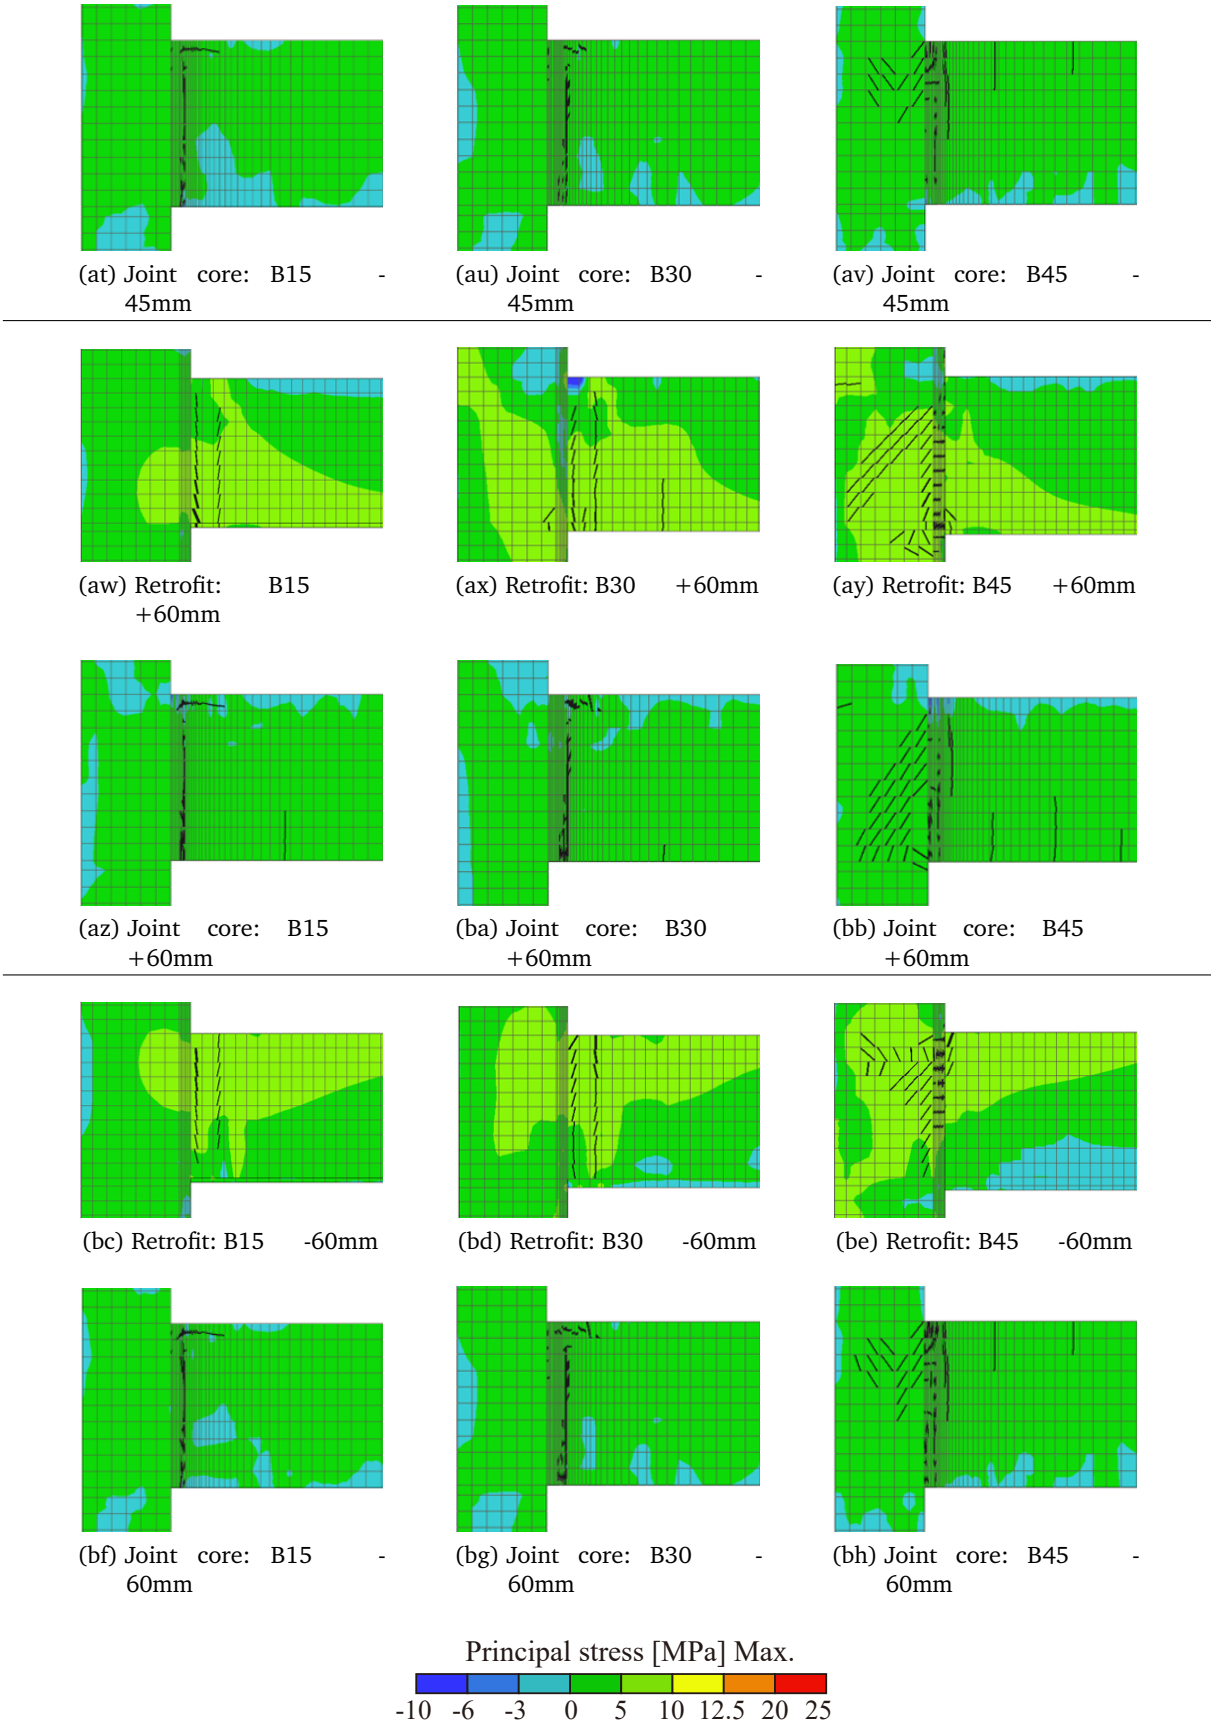 (at) Joint core: B15 - (au) Joint core: B30 - (av) Joint core: B45 -
45mm 45mm 45mm
(aw) Retrofit: B15 (ax) Retrofit: B30 +60mm (ay) Retrofit: B45 +60mm
+60mm
(az) Joint core: B15 (ba) Joint core: B30 (bb) Joint core: B45
+60mm +60mm +60mm
(bc) Retrofit: B15 -60mm (bd) Retrofit: B30 -60mm (be) Retrofit: B45 -60mm
(bf) Joint core: B15 - (bg) Joint core: B30 - (bh) Joint core: B45 -
60mm 60mm 60mm
Principal stress [MPa] Max.
-10 -6 -3 0 5 10 12.5 20 25